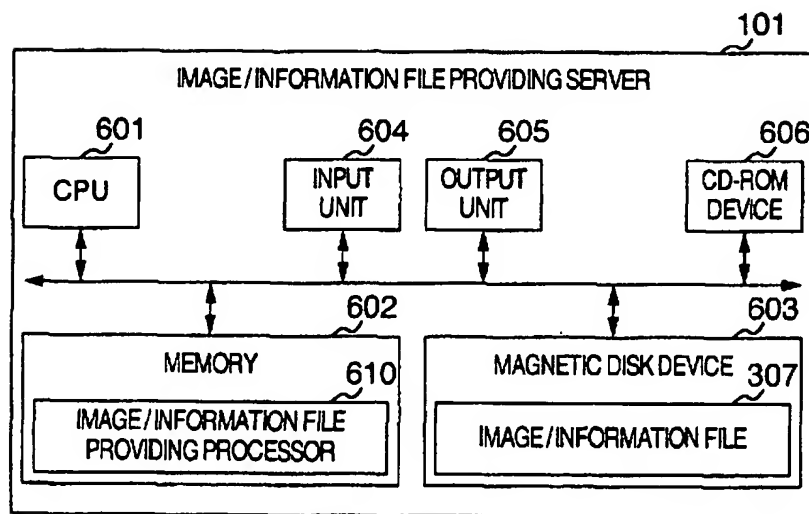 101
IMAGE/INFORMATION FILE PROVIDING SERVER
601
CPU
604
INPUT
UNIT
605
OUTPUT
UNIT
606
CD-ROM
DEVICE
602
MEMORY
610
IMAGE/INFORMATION FILE
PROVIDING PROCESSOR
603
MAGNETIC DISK DEVICE
307
IMAGE/INFORMATION FILE